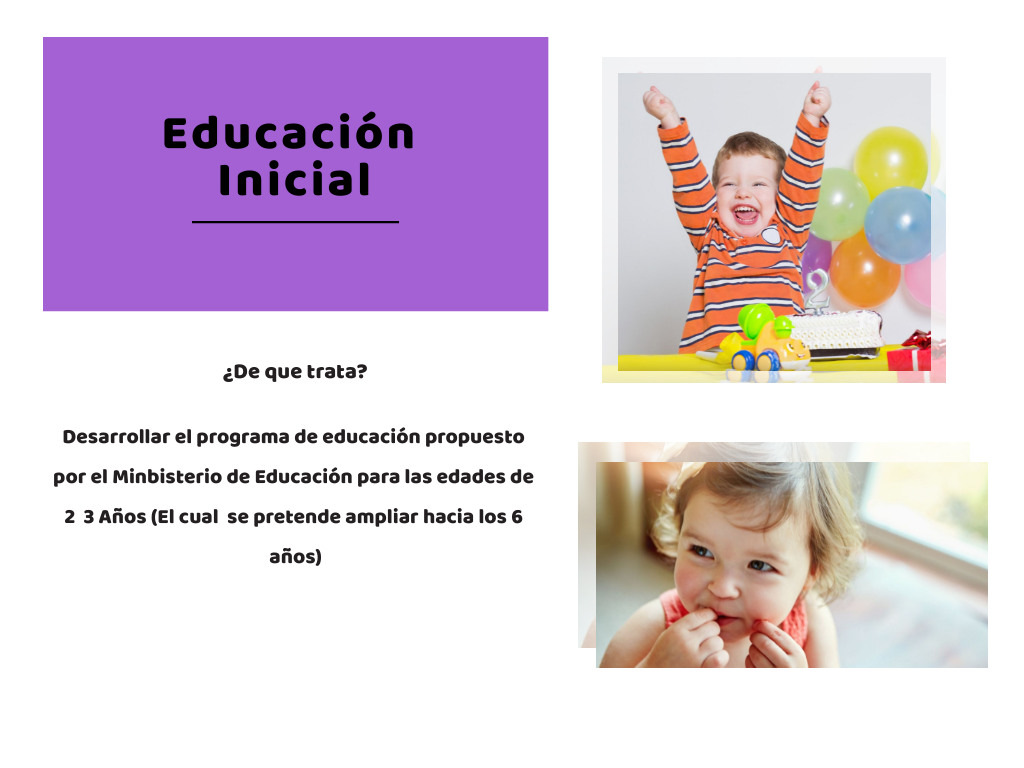 Educación
Inicial
¿De que trata?
Desarrollar el programa de educación propuesto
por el Minbisterio de Educación para las edades de
2  3 Años (El cual  se pretende ampliar hacia los 6
años)
2